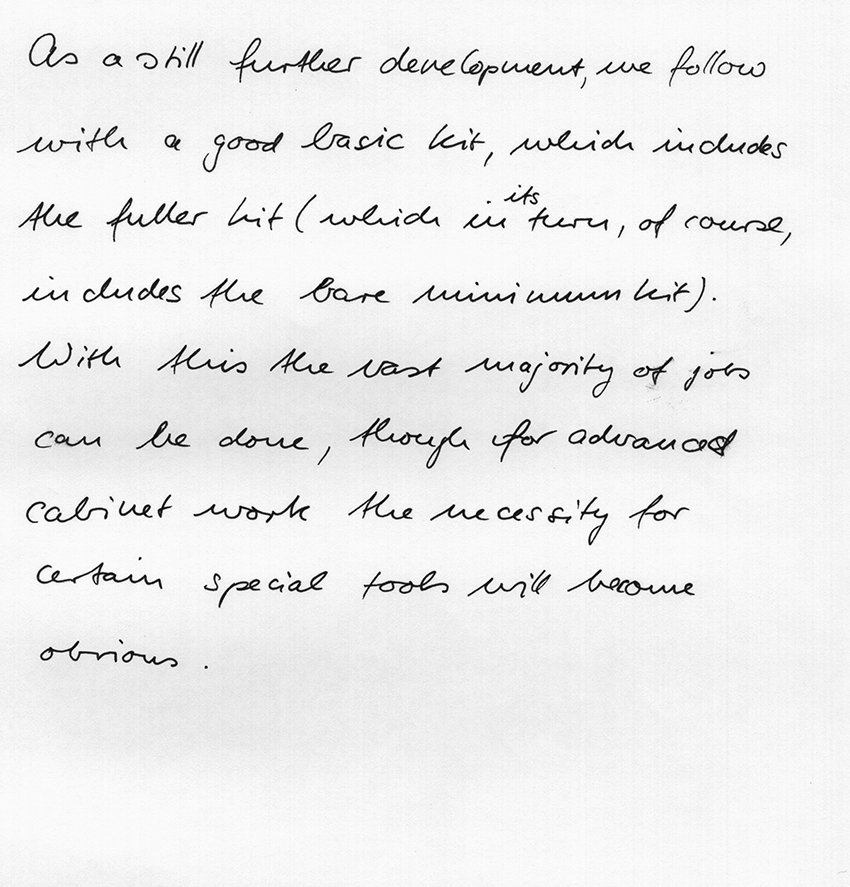 As a still further development, we follow
with a good basic kit, which includes
the fuller kit (which in its turn, of course,
includes the bare minimum kit).
With this the vast majority of jobs
can be done, though for advanced
cabinet work the necessity for
certain special tools will become
obvious.